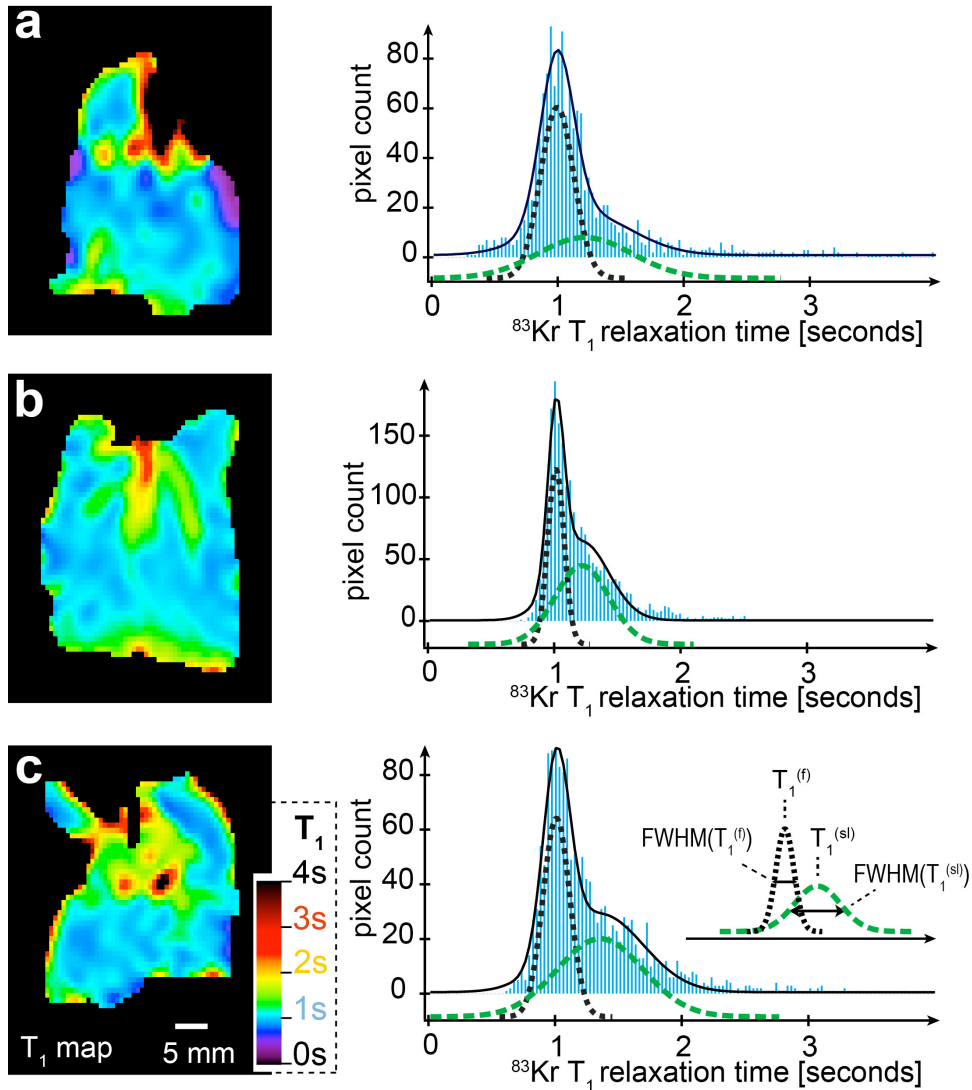 a
80
60
40
20
0
pixel count
0 1 2 3
⁸³Kr T₁ relaxation time [seconds]
b
150
100
50
0
pixel count
0 1 2 3
⁸³Kr T₁ relaxation time [seconds]
c
T₁
4s
3s
2s
1s
0s
T₁ map
5 mm
80
60
40
20
0
pixel count
0 1 2 3
⁸³Kr T₁ relaxation time [seconds]
T₁⁽ᶠ⁾
FWHM(T₁⁽ᶠ⁾)
T₁⁽ˢˡ⁾
FWHM(T₁⁽ˢˡ⁾)